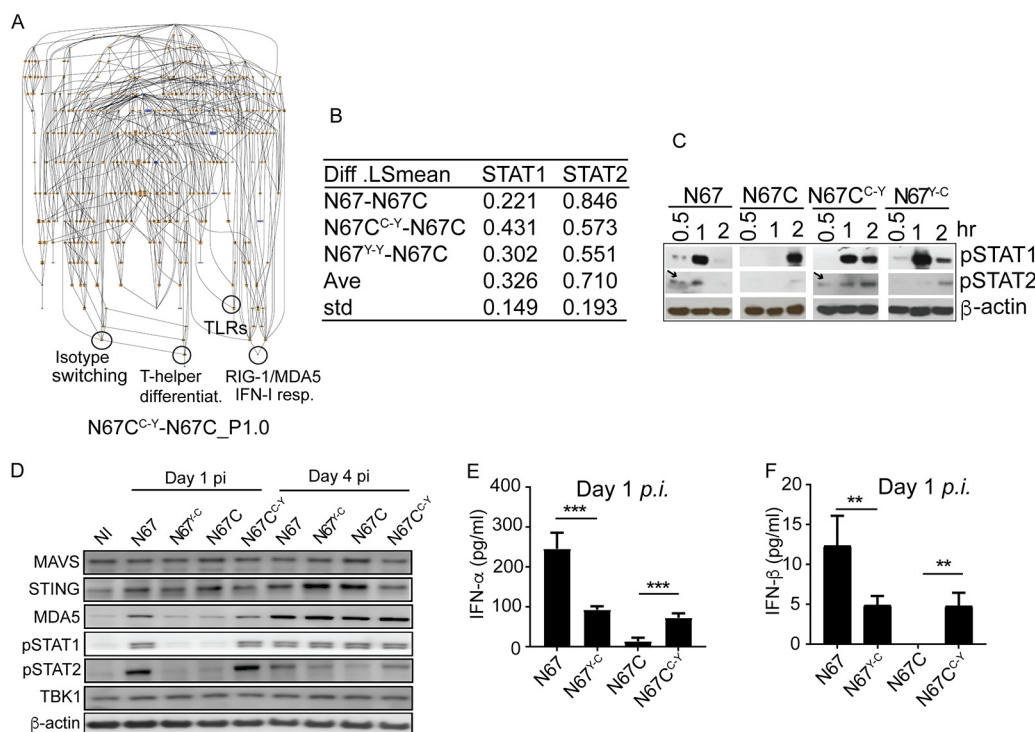 A
Isotype
switching
T-helper
differentiat.
TLRs
RIG-1/MDA5
IFN-I resp.
N67C^C-Y-N67C_P1.0
B
Diff .LSmean STAT1 STAT2
N67-N67C 0.221 0.846
N67C^C-Y-N67C 0.431 0.573
N67^Y-Y-N67C 0.302 0.551
Ave 0.326 0.710
std 0.149 0.193
C
N67 N67C N67C^C-Y N67^Y-C
0.5 1 2 0.5 1 2 0.5 1 2 0.5 1 2 hr
pSTAT1
pSTAT2
β-actin
D
Day 1 pi Day 4 pi
NI N67 N67^Y-C N67C N67C^C-Y N67 N67^Y-C N67C N67C^C-Y
MAVS
STING
MDA5
pSTAT1
pSTAT2
TBK1
β-actin
E
Day 1 p.i.
IFN-α (pg/ml)
400
300
200
100
0
***
***
N67 N67^Y-C N67C N67C^C-Y
F
Day 1 p.i.
IFN-β (pg/ml)
20
15
10
5
0
**
**
N67 N67^Y-C N67C N67C^C-Y